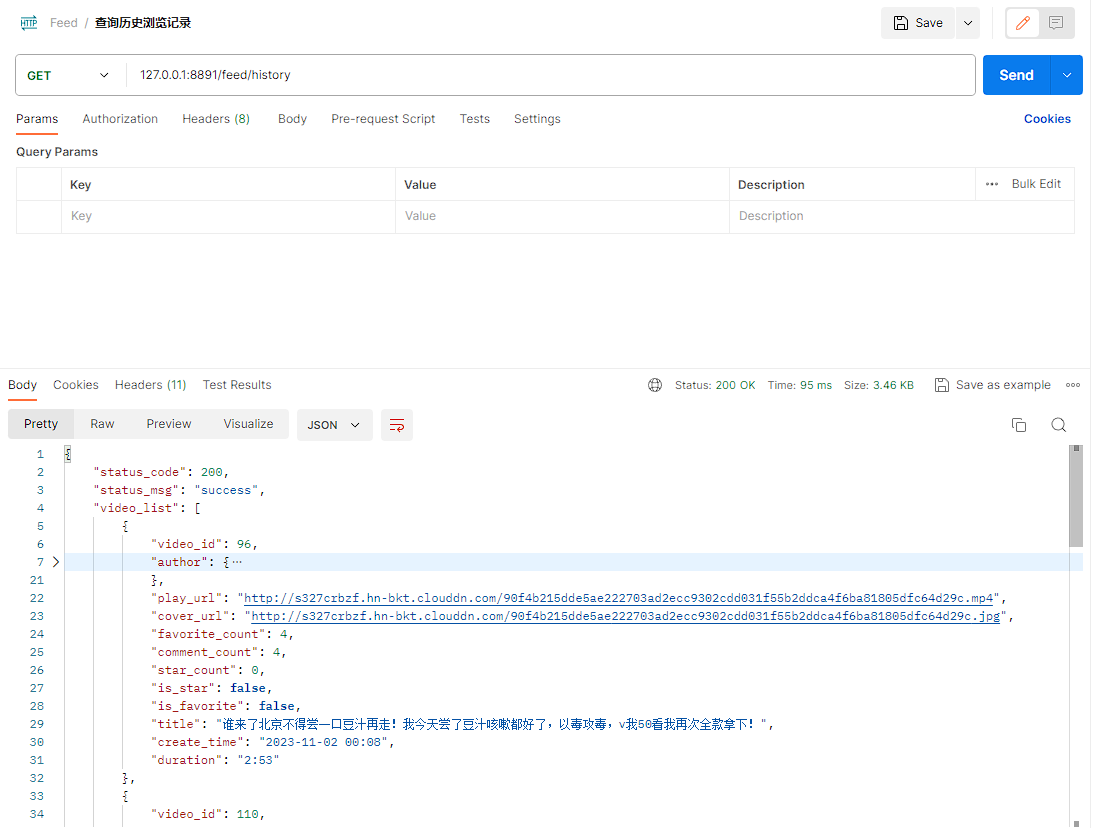 HTTP Feed / 查询历史浏览记录 Save
GET 127.0.0.1:8891/feed/history Send
Params Authorization Headers (8) Body Pre-request Script Tests Settings Cookies
Query Params
Key Value Description ••• Bulk Edit
Key Value Description
Body Cookies Headers (11) Test Results Status: 200 OK Time: 95 ms Size: 3.46 KB Save as example •••
Pretty Raw Preview Visualize JSON
1 {
2 "status_code": 200,
3 "status_msg": "success",
4 "video_list": [
5 {
6 "video_id": 96,
7 "author": {⋯
21 },
22 "play_url": "http://s327crbzf.hn-bkt.clouddn.com/90f4b215dde5ae222703ad2ecc9302cdd031f55b2ddca4f6ba81805dfc64d29c.mp4",
23 "cover_url": "http://s327crbzf.hn-bkt.clouddn.com/90f4b215dde5ae222703ad2ecc9302cdd031f55b2ddca4f6ba81805dfc64d29c.jpg",
24 "favorite_count": 4,
25 "comment_count": 4,
26 "star_count": 0,
27 "is_star": false,
28 "is_favorite": false,
29 "title": "谁来了北京不得尝一口豆汁再走！我今天尝了豆汁咳嗽都好了，以毒攻毒，v我50看我再次全款拿下！",
30 "create_time": "2023-11-02 00:08",
31 "duration": "2:53"
32 },
33 {
34 "video_id": 110,